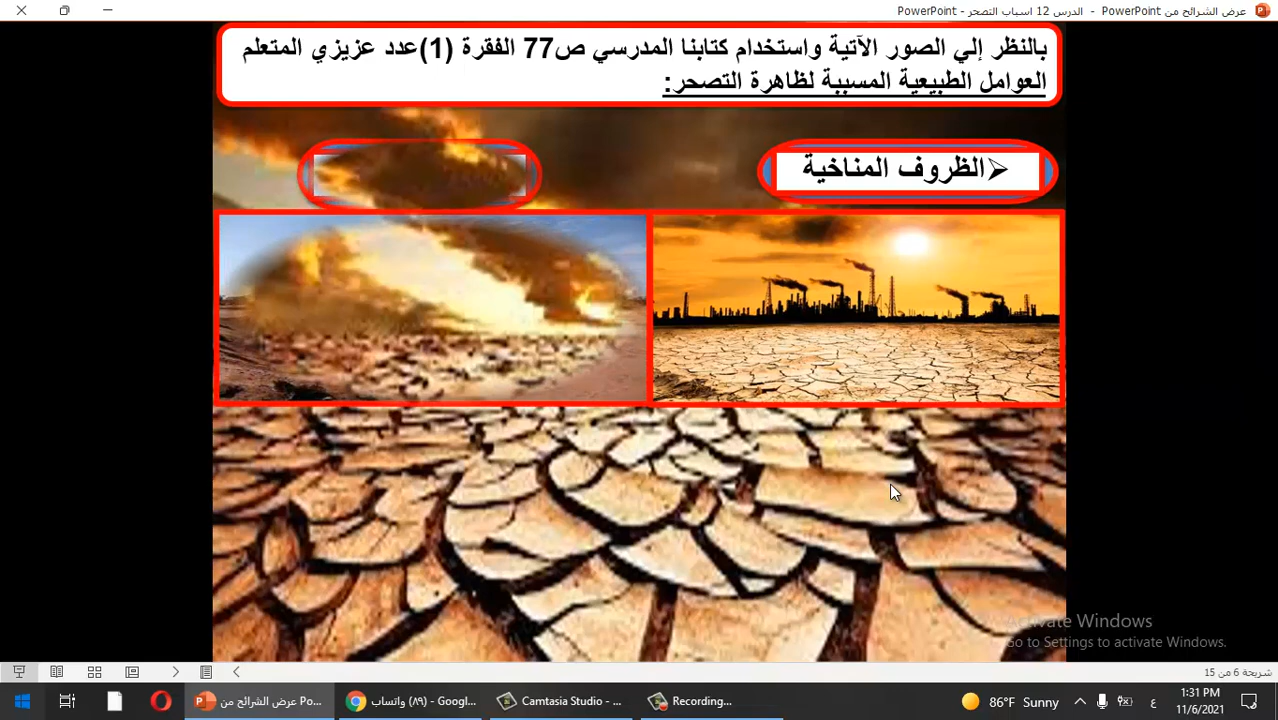 عرض الشرائح من PowerPoint - الدرس 12 اسباب التصحر - PowerPoint
بالنظر إلي الصور الآتية واستخدام كتابنا المدرسي ص77 الفقرة (1)عدد عزيزي المتعلم
العوامل الطبيعية المسببة لظاهرة التصحر:
الظروف المناخية
Activate Windows
Go to Settings to activate Windows.
شريحة 6 من 15
عرض الشرائح من Po...
(٨٩) واتساب - Googl...
Camtasia Studio - ...
Recording...
86°F Sunny
ع
1:31 PM
11/6/2021